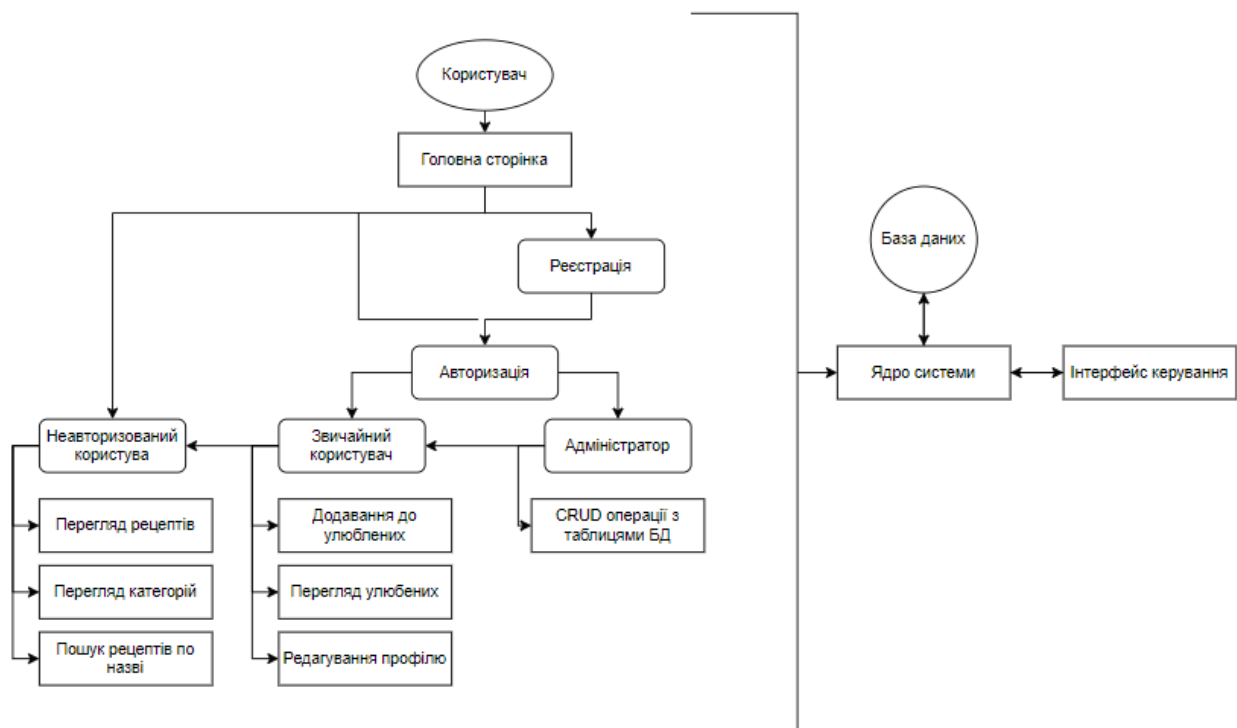 Користувач
Головна сторінка
База даних
Реєстрація
Авторизація
Ядро системи
Інтерфейс керування
Неавторизований
користува
Звичайний
користувач
Адміністратор
Перегляд рецептів
Додавання до
улюблених
CRUD операції з
таблицями БД
Перегляд категорій
Перегляд улюбених
Пошук рецептів по
назві
Редагування профілю